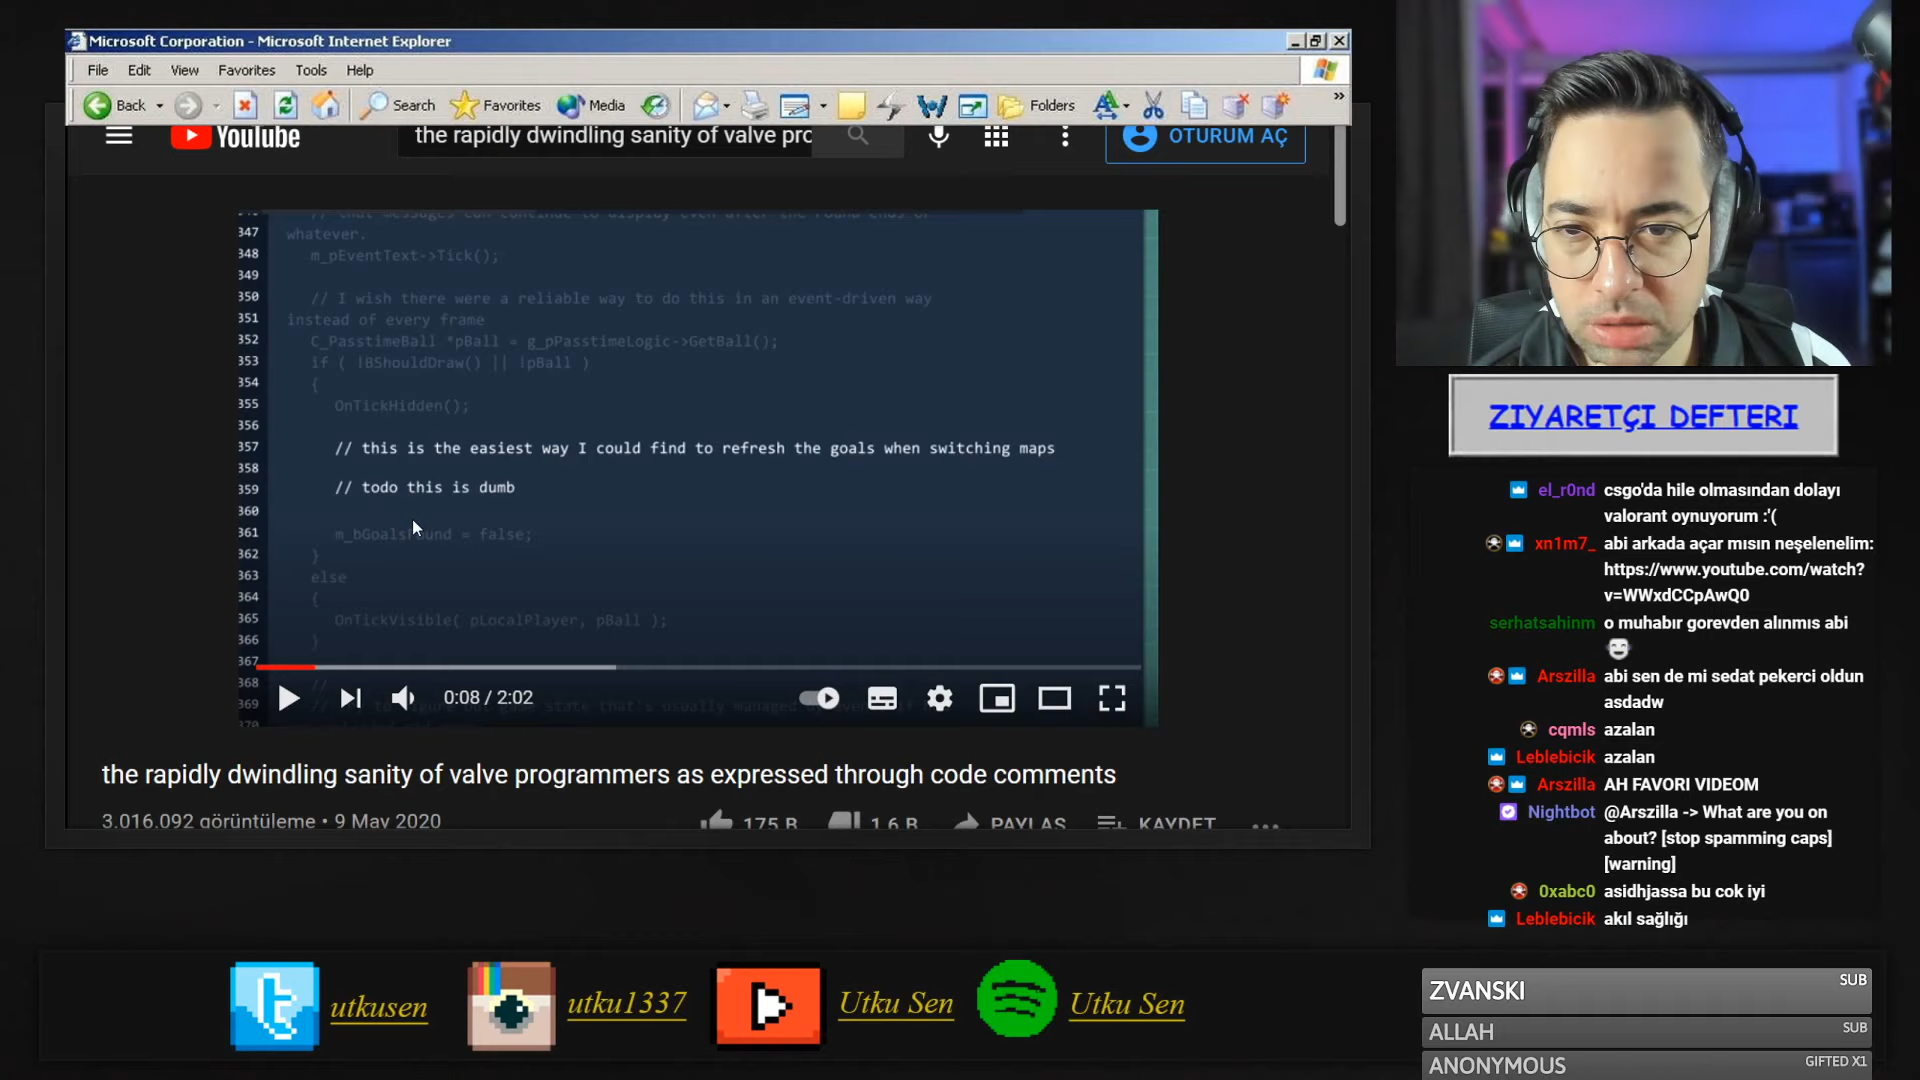 Microsoft Corporation - Microsoft Internet Explorer
File Edit View Favorites Tools Help
Back Search Favorites Media Folders
YouTube
the rapidly dwindling sanity of valve pro
OTURUM AÇ
347 whatever.
348 m_pEventText->Tick();
349
350 // I wish there were a reliable way to do this in an event-driven way
351 instead of every frame
352 C_PasstimeBall *pBall = g_pPasstimeLogic->GetBall();
353 if ( !BShouldDraw() || !pBall )
354 {
355 OnTickHidden();
356
357 // this is the easiest way I could find to refresh the goals when switching maps
358
359 // todo this is dumb
360
361 m_bGoalsFound = false;
362 }
363 else
364 {
365 OnTickVisible( pLocalPlayer, pBall );
366 }
367
368
369
0:08 / 2:02
the rapidly dwindling sanity of valve programmers as expressed through code comments
3.016.092 görüntüleme • 9 May 2020
175 B 1,6 B PAYLAŞ KAYDET
ZIYARETÇI DEFTERI
el_r0nd csgo'da hile olmasından dolayı
valorant oynuyorum :'(
xn1m7_ abi arkada açar mısın neşelenelim:
https://www.youtube.com/watch?
v=WWxdCCpAwQ0
serhatsahinm o muhabır gorevden alınmıs abi
Arszilla abi sen de mi sedat pekerci oldun
asdadw
cqmls azalan
Leblebicik azalan
Arszilla AH FAVORI VIDEOM
Nightbot @Arszilla -> What are you on
about? [stop spamming caps]
[warning]
0xabc0 asidhjassa bu cok iyi
Leblebicik akıl sağlığı
utkusen
utku1337
Utku Sen
Utku Sen
ZVANSKI SUB
ALLAH SUB
ANONYMOUS GIFTED X1